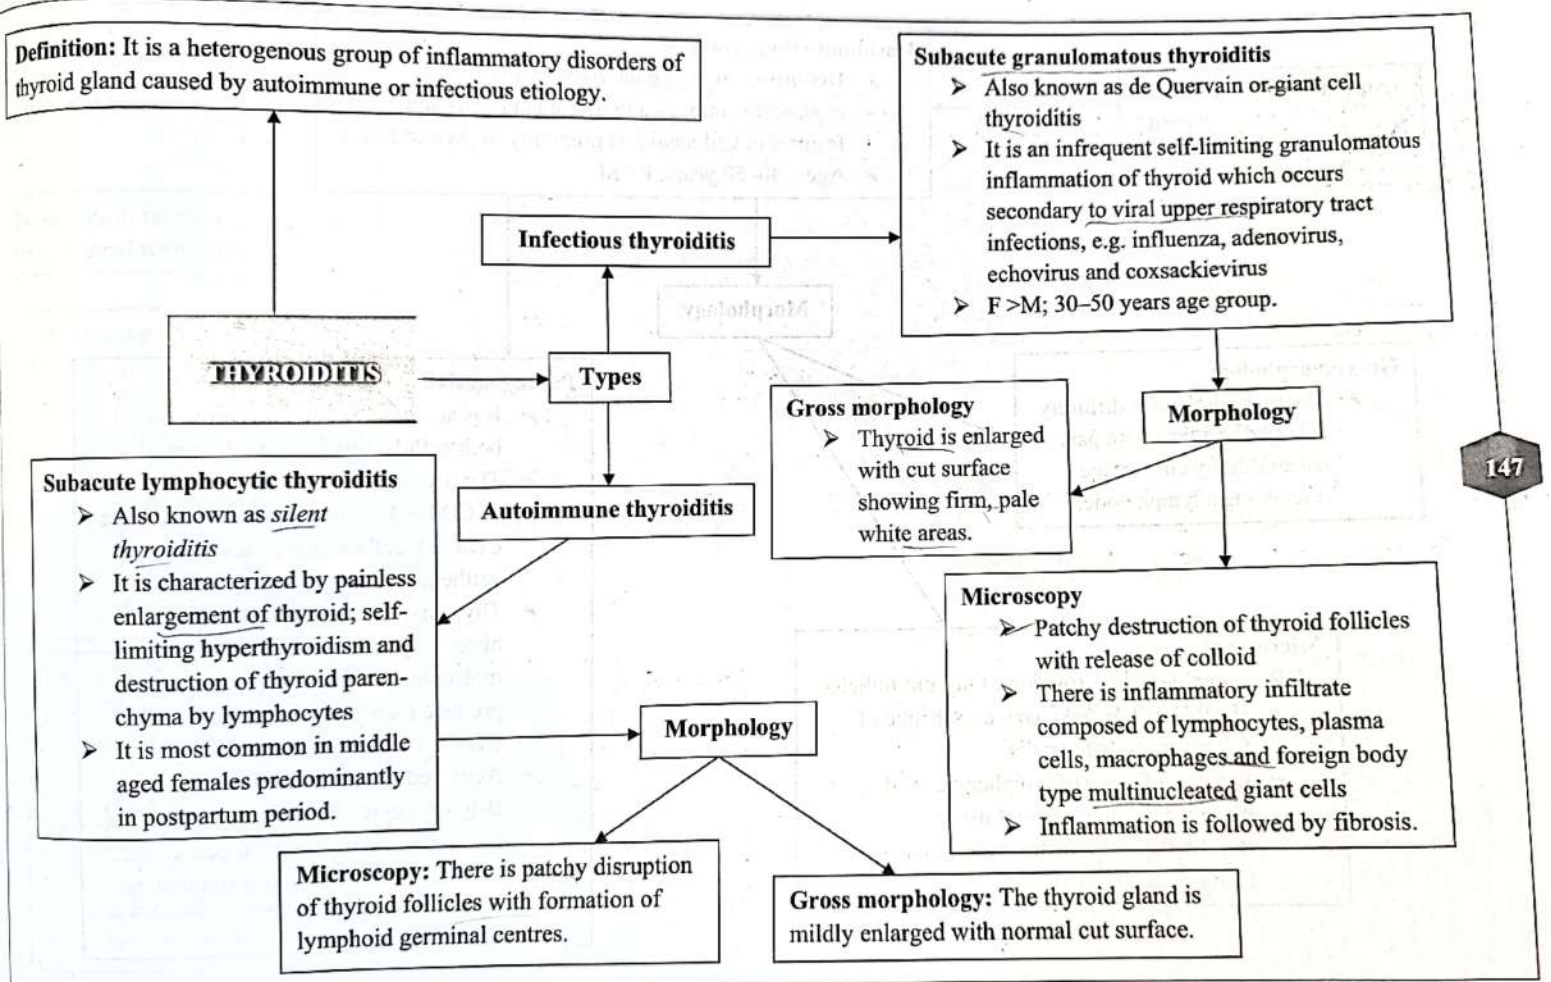 Definition: It is a heterogenous group of inflammatory disorders of
thyroid gland caused by autoimmune or infectious etiology.
Subacute granulomatous thyroiditis
➤ Also known as de Quervain or giant cell
thyroiditis
➤ It is an infrequent self-limiting granulomatous
inflammation of thyroid which occurs
secondary to viral upper respiratory tract
infections, e.g. influenza, adenovirus,
echovirus and coxsackievirus
➤ F >M; 30–50 years age group.
Infectious thyroiditis
THYROIDITIS
Types
Morphology
Gross morphology
➤ Thyroid is enlarged
with cut surface
showing firm, pale
white areas.
147
Subacute lymphocytic thyroiditis
➤ Also known as silent
thyroiditis
➤ It is characterized by painless
enlargement of thyroid; self-
limiting hyperthyroidism and
destruction of thyroid paren-
chyma by lymphocytes
➤ It is most common in middle
aged females predominantly
in postpartum period.
Autoimmune thyroiditis
Microscopy
➤ Patchy destruction of thyroid follicles
with release of colloid
➤ There is inflammatory infiltrate
composed of lymphocytes, plasma
cells, macrophages and foreign body
type multinucleated giant cells
➤ Inflammation is followed by fibrosis.
Morphology
Microscopy: There is patchy disruption
of thyroid follicles with formation of
lymphoid germinal centres.
Gross morphology: The thyroid gland is
mildly enlarged with normal cut surface.